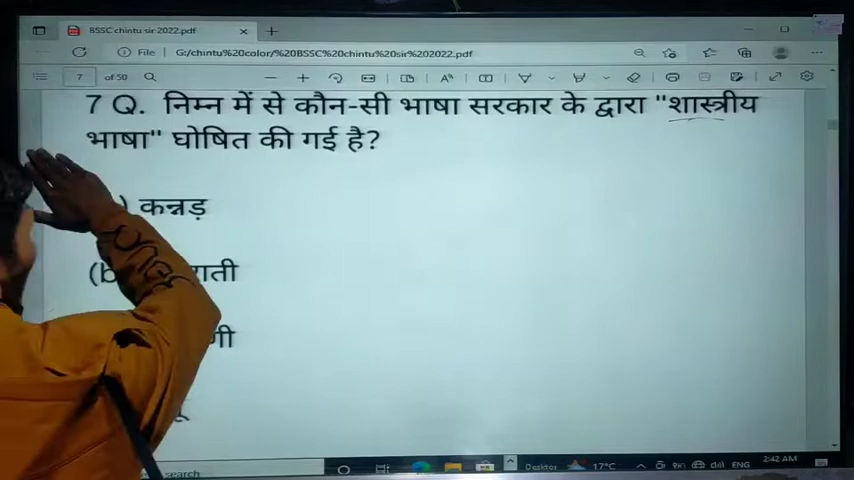 BSSC chintu sir 2022.pdf
File G:/chintu%20color/%20BSSC%20chintu%20sir%202022.pdf
7 of 50
7 Q. निम्न में से कौन-सी भाषा सरकार के द्वारा "शास्त्रीय
भाषा" घोषित की गई है?
) कन्नड़
(b राती
गी
search
Desktop 17°C ENG 2:42 AM